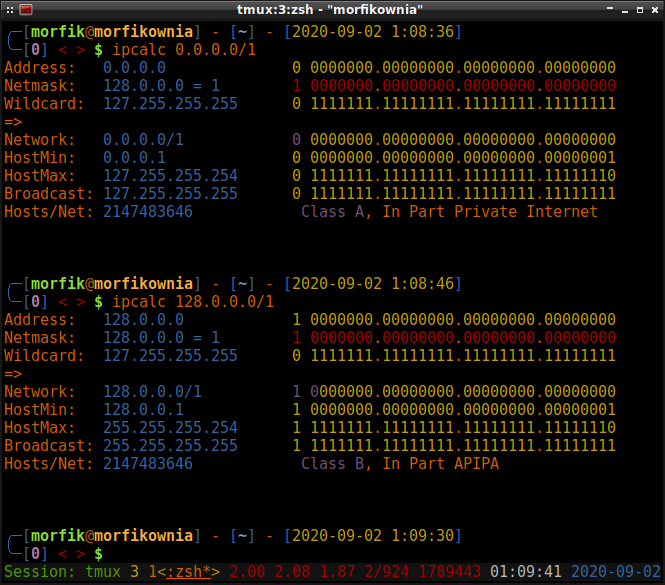 tmux:3:zsh - "morfikownia"
[morfik@morfikownia] - [~] - [2020-09-02 1:08:36]
[0] < > $ ipcalc 0.0.0.0/1
Address: 0.0.0.0 0 0000000.00000000.00000000.00000000
Netmask: 128.0.0.0 = 1 1 0000000.00000000.00000000.00000000
Wildcard: 127.255.255.255 0 1111111.11111111.11111111.11111111
=>
Network: 0.0.0.0/1 0 0000000.00000000.00000000.00000000
HostMin: 0.0.0.1 0 0000000.00000000.00000000.00000001
HostMax: 127.255.255.254 0 1111111.11111111.11111111.11111110
Broadcast: 127.255.255.255 0 1111111.11111111.11111111.11111111
Hosts/Net: 2147483646 Class A, In Part Private Internet
[morfik@morfikownia] - [~] - [2020-09-02 1:08:46]
[0] < > $ ipcalc 128.0.0.0/1
Address: 128.0.0.0 1 0000000.00000000.00000000.00000000
Netmask: 128.0.0.0 = 1 1 0000000.00000000.00000000.00000000
Wildcard: 127.255.255.255 0 1111111.11111111.11111111.11111111
=>
Network: 128.0.0.0/1 1 0000000.00000000.00000000.00000000
HostMin: 128.0.0.1 1 0000000.00000000.00000000.00000001
HostMax: 255.255.255.254 1 1111111.11111111.11111111.11111110
Broadcast: 255.255.255.255 1 1111111.11111111.11111111.11111111
Hosts/Net: 2147483646 Class B, In Part APIPA
[morfik@morfikownia] - [~] - [2020-09-02 1:09:30]
[0] < > $
Session: tmux 3 1<:zsh*> 2.00 2.08 1.87 2/924 1789443 01:09:41 2020-09-02